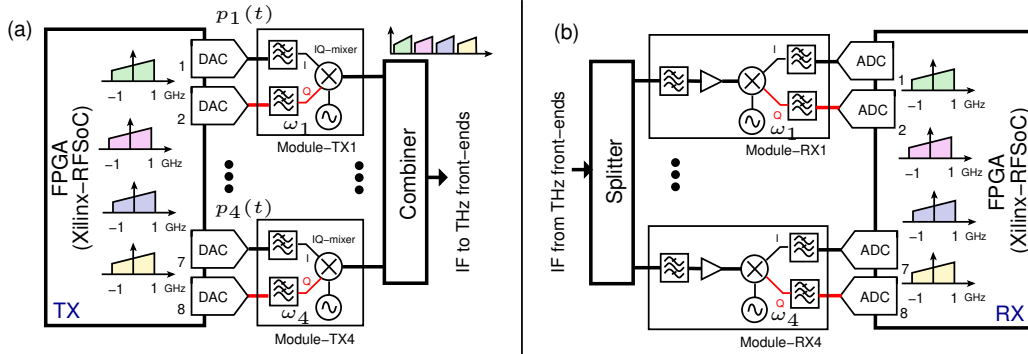 (a)
p₁(t)
DAC
1
IQ−mixer
I
−1 1 GHz
DAC
2
Q
ω₁
Module−TX1
−1 1 GHz
FPGA
(Xilinx−RFSoC)
p₄(t)
−1 1 GHz
DAC
7
IQ−mixer
I
−1 1 GHz
DAC
8
Q
ω₄
Module−TX4
TX
Combiner
IF to THz front−ends
(b)
IF from THz front−ends
Splitter
I
ADC
1
−1 1 GHz
Q
ADC
2
ω₁
Module−RX1
−1 1 GHz
FPGA
(Xilinx−RFSoC)
−1 1 GHz
I
ADC
7
−1 1 GHz
Q
ADC
8
ω₄
Module−RX4
RX